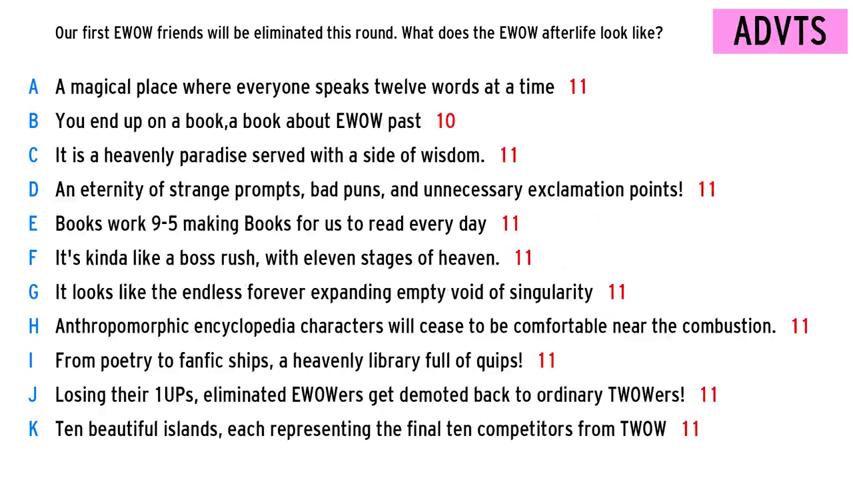 Our first EWOW friends will be eliminated this round. What does the EWOW afterlife look like?
ADVTS
A A magical place where everyone speaks twelve words at a time 11
B You end up on a book,a book about EWOW past 10
C It is a heavenly paradise served with a side of wisdom. 11
D An eternity of strange prompts, bad puns, and unnecessary exclamation points! 11
E Books work 9-5 making Books for us to read every day 11
F It's kinda like a boss rush, with eleven stages of heaven. 11
G It looks like the endless forever expanding empty void of singularity 11
H Anthropomorphic encyclopedia characters will cease to be comfortable near the combustion. 11
I From poetry to fanfic ships, a heavenly library full of quips! 11
J Losing their 1UPs, eliminated EWOWers get demoted back to ordinary TWOWers! 11
K Ten beautiful islands, each representing the final ten competitors from TWOW 11